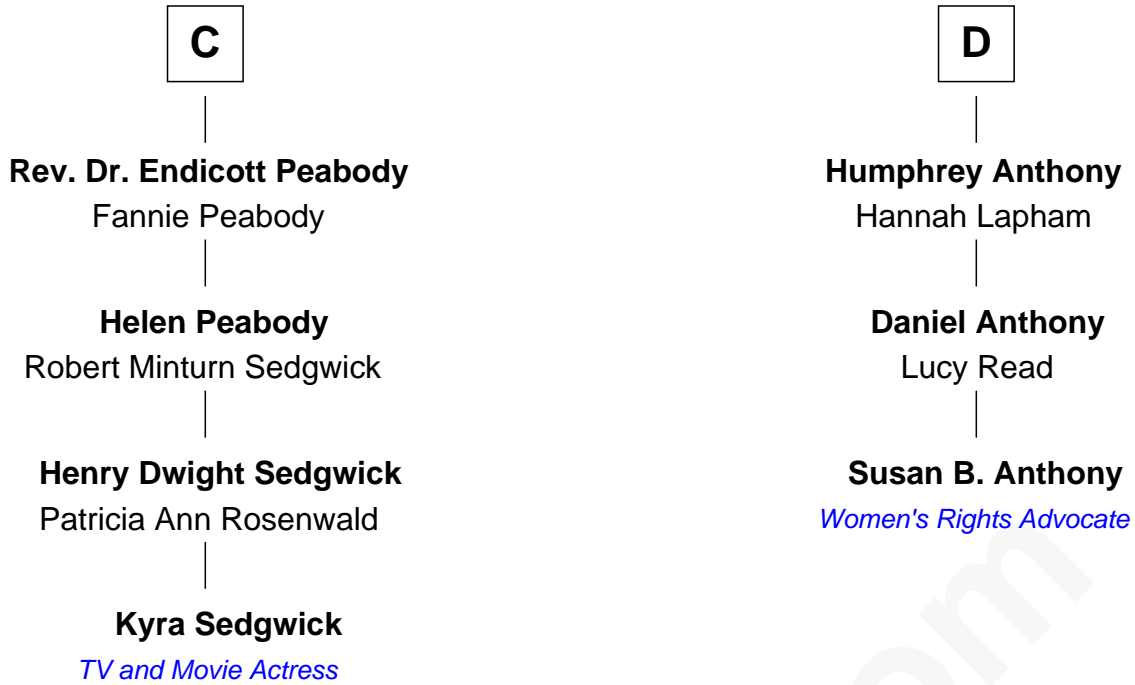 C
Rev. Dr. Endicott Peabody
Fannie Peabody
Helen Peabody
Robert Minturn Sedgwick
Henry Dwight Sedgwick
Patricia Ann Rosenwald
Kyra Sedgwick
TV and Movie Actress
D
Humphrey Anthony
Hannah Lapham
Daniel Anthony
Lucy Read
Susan B. Anthony
Women's Rights Advocate
om